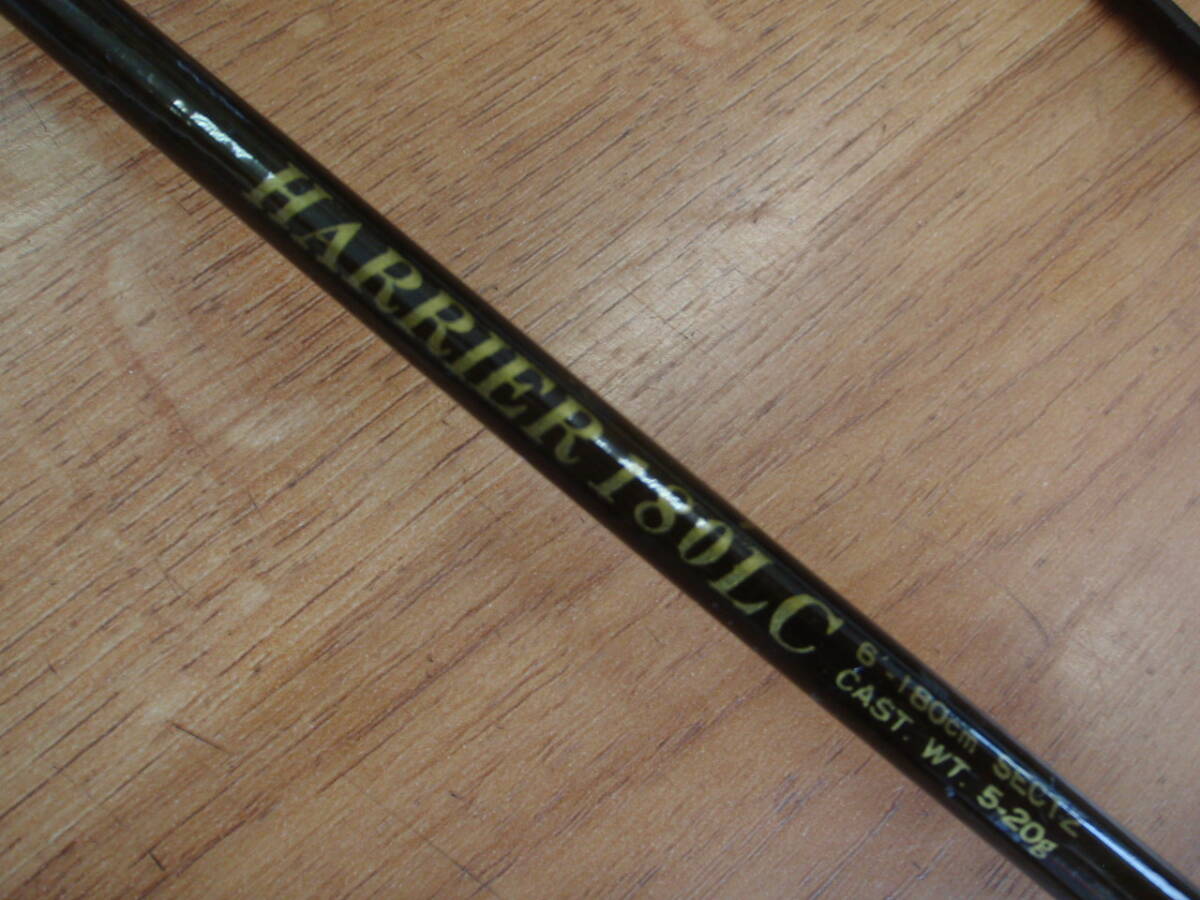 HARRIER 180LC
6'-180cm SECT2
CAST. WT. 5-20g